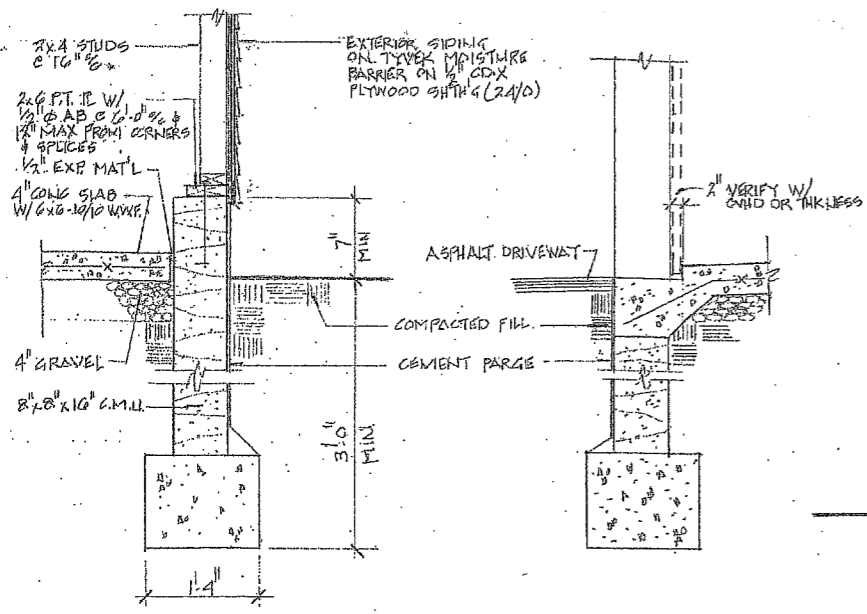 2x4 STUDS
@ 16" o/c
EXTERIOR SIDING
ON TYVEK MOISTURE
BARRIER ON 1/2" CDX
PLYWOOD SHTH'G (24/0)
2x6 P.T. PL W/
1/2" ø AB @ 6'-0" o/c &
12" MAX FROM CORNERS
& SPLICES
1/2" EXP. MAT'L
4" CONC SLAB
W/ 6x6-10/10 W.W.F.
7"
MIN
2" VERIFY W/
OVHD DR THKNESS
ASPHALT DRIVEWAY
COMPACTED FILL
4" GRAVEL
CEMENT PARGE
8"x8"x16" C.M.U.
3'-0"
MIN.
1'-4"